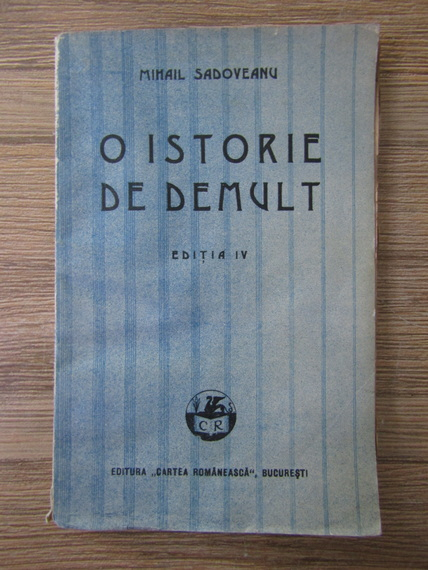 MIHAIL SADOVEANU
O ISTORIE
DE DEMULT
EDIȚIA IV
C R
EDITURA „CARTEA ROMÂNEASCĂ", BUCUREȘTI